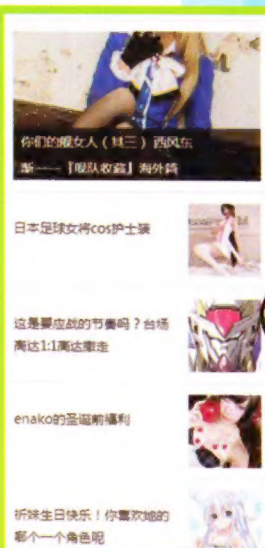 你们的舰女人（其三） 西风东
渐——『舰队收藏』海外篇
日本足球女将cos护士装
这是要应战的节奏吗？台场
高达1:1高达撤走
enako的圣诞前福利
祈妹生日快乐！你喜欢她的
哪个一个角色呢